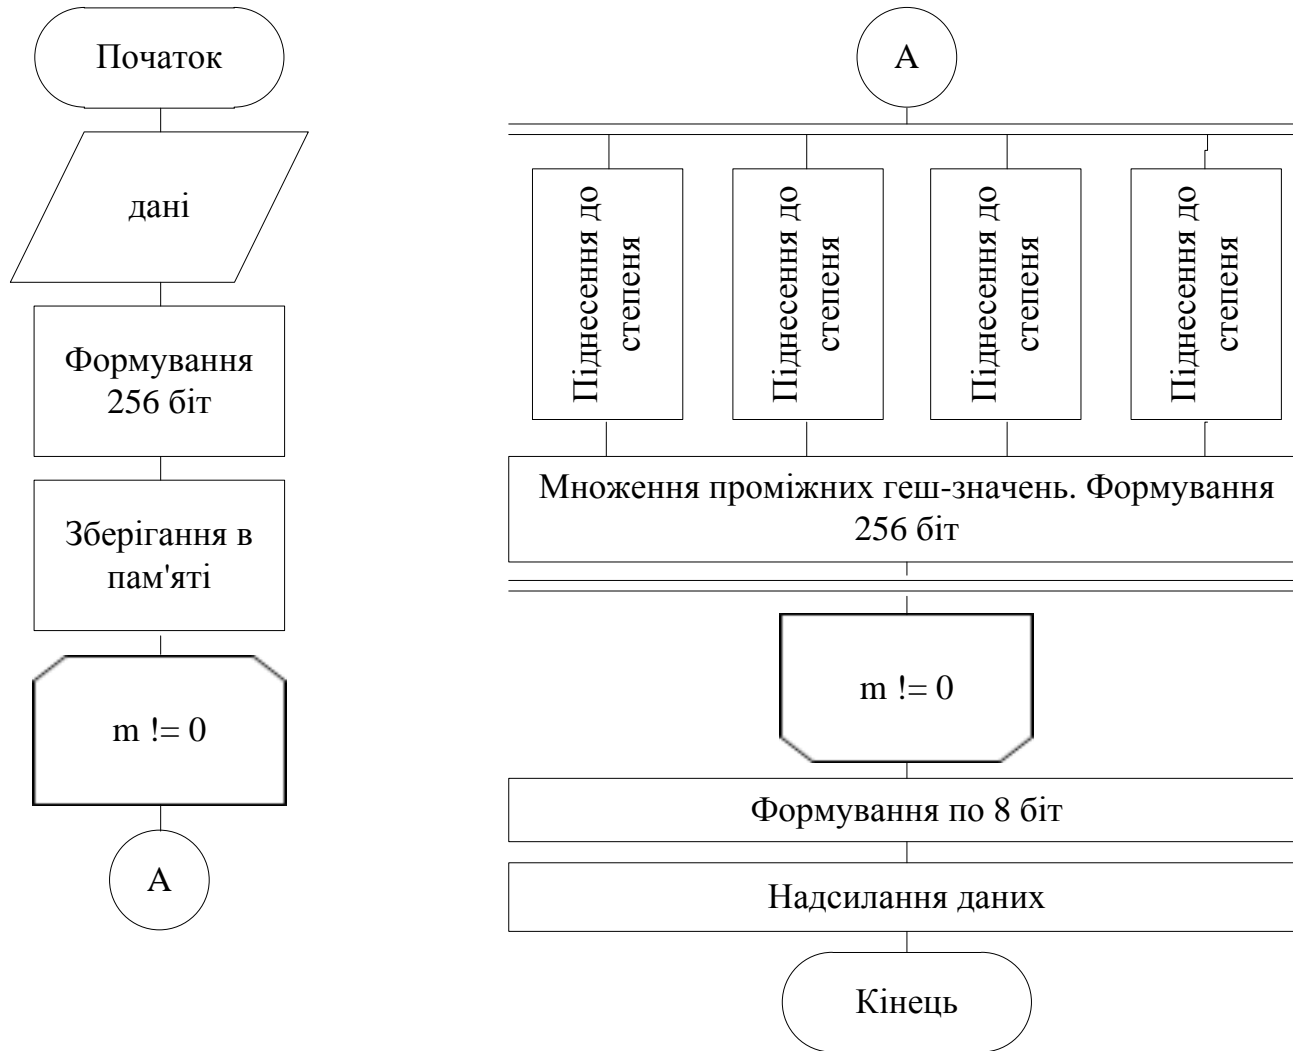 Початок
дані
Формування
256 біт
Зберігання в
пам'яті
m != 0
А
А
Піднесення до
степеня
Піднесення до
степеня
Піднесення до
степеня
Піднесення до
степеня
Множення проміжних геш-значень. Формування
256 біт
m != 0
Формування по 8 біт
Надсилання даних
Кінець